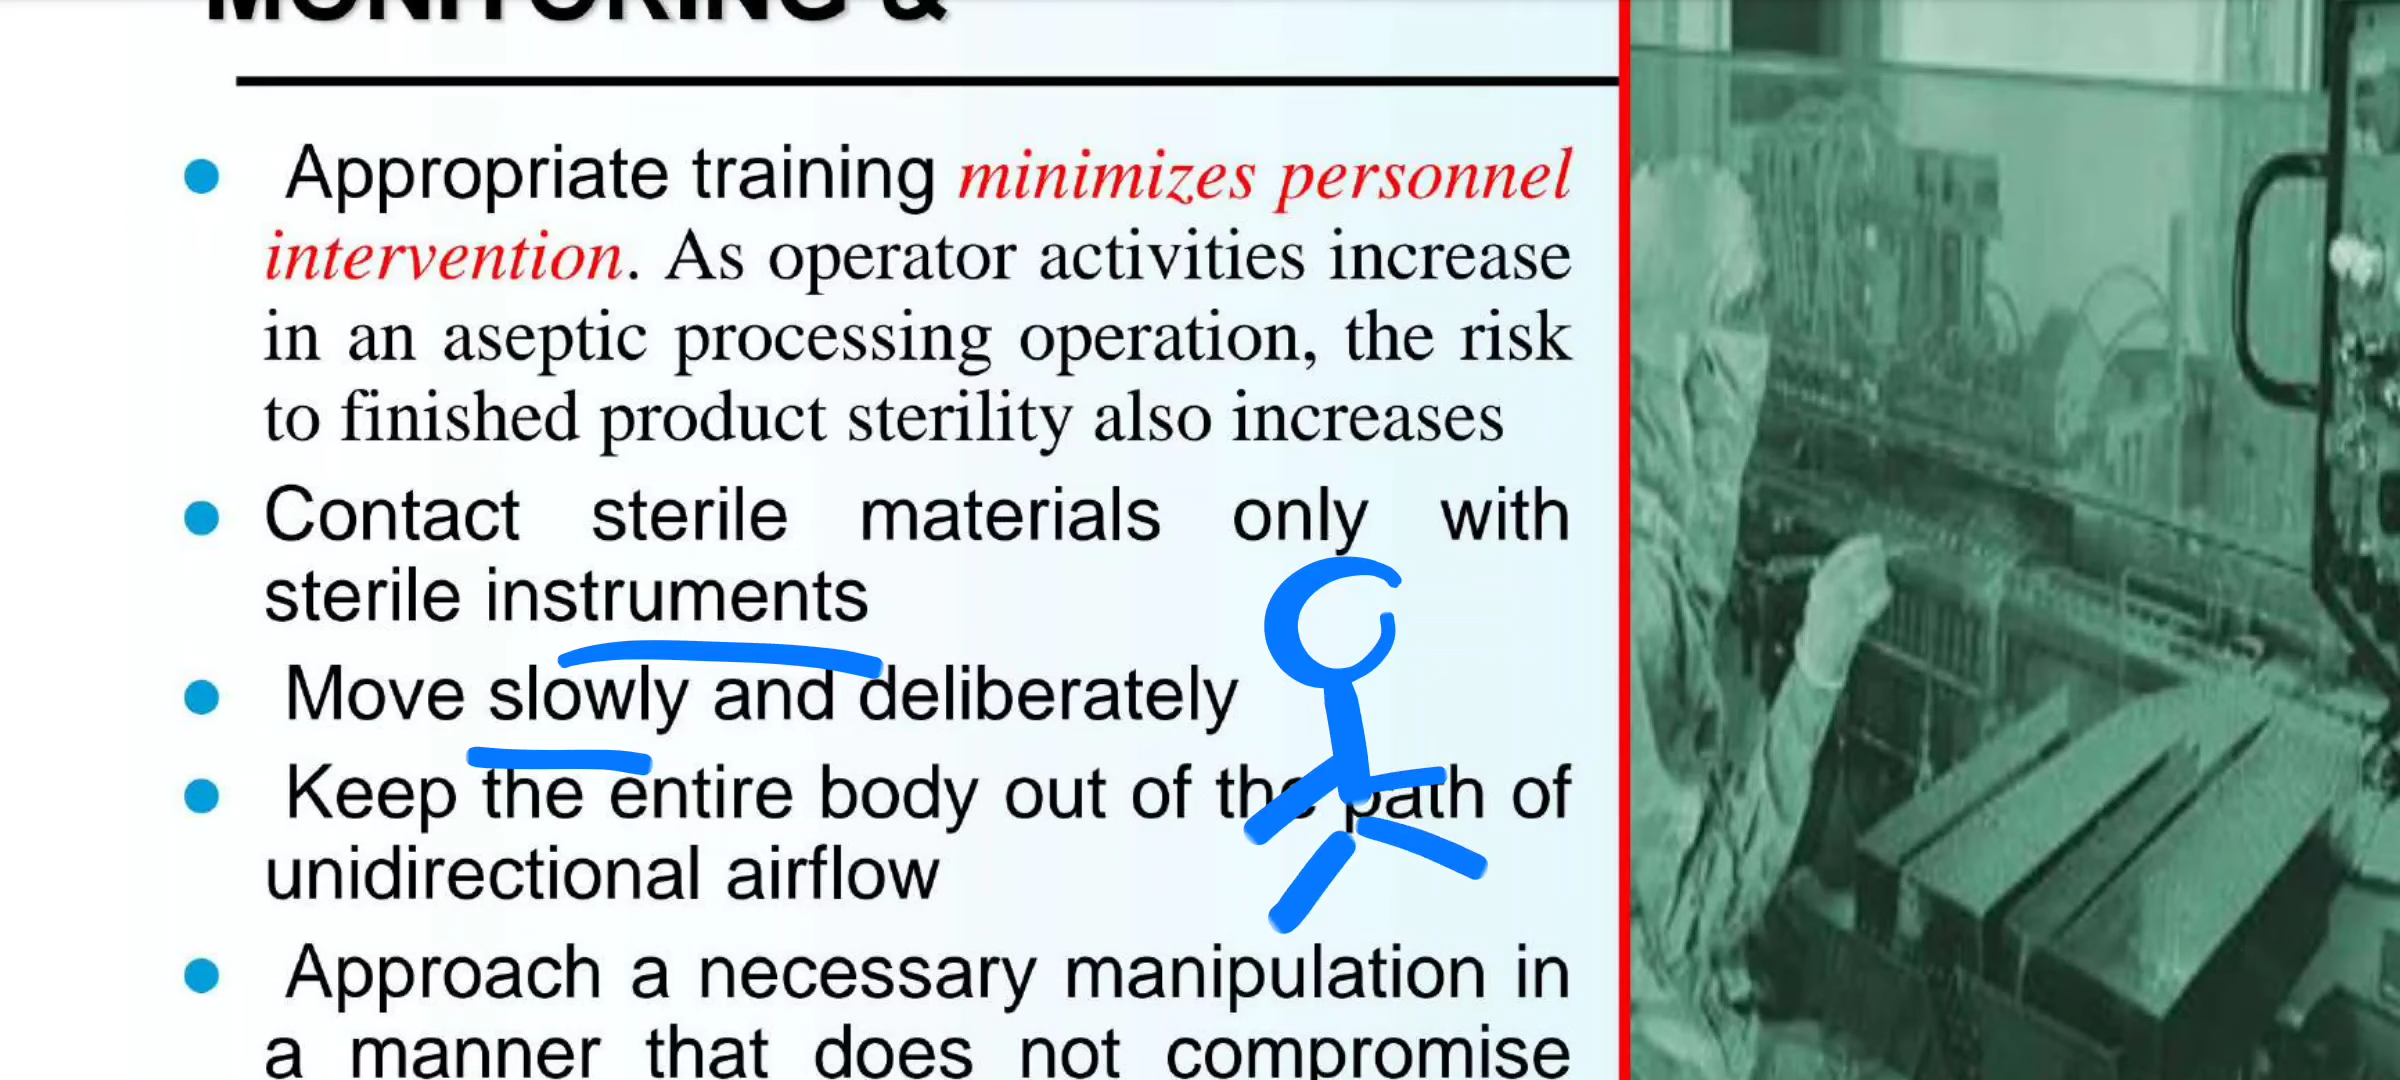 MONITORING &
Appropriate training minimizes personnel
intervention. As operator activities increase
in an aseptic processing operation, the risk
to finished product sterility also increases
Contact sterile materials only with
sterile instruments
Move slowly and deliberately
Keep the entire body out of the path of
unidirectional airflow
Approach a necessary manipulation in
a manner that does not compromise